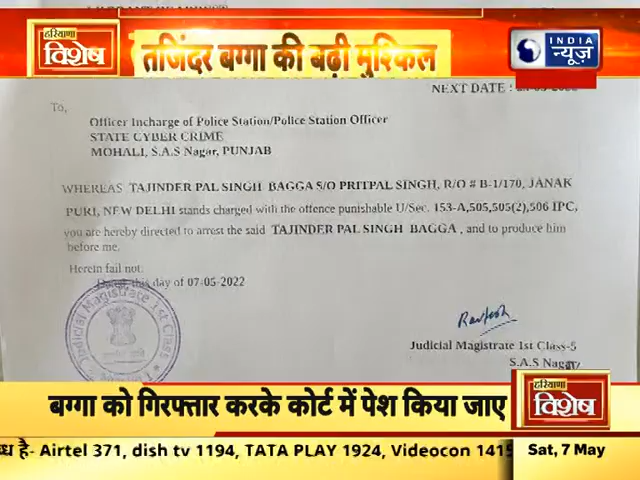 हरियाणा
विशेष
तजिंदर बग्गा की बढ़ी मुश्किल
INDIA
न्यूज़
NEXT DATE :
To,
Officer Incharge of Police Station/Police Station Officer
STATE CYBER CRIME
MOHALI, S.A.S Nagar, PUNJAB
WHEREAS TAJINDER PAL SINGH BAGGA S/O PRITPAL SINGH, R/O # B-1/170, JANAK
PURI, NEW DELHI stands charged with the offence punishable U/Sec. 153-A,505,505(2),506 IPC,
you are hereby directed to arrest the said TAJINDER PAL SINGH BAGGA , and to produce him
before me.
Herein fail not.
Dated, this day of 07-05-2022
Judicial Magistrate 1st Class
Judicial Magistrate 1st Class-5
S.A.S Nagar
बग्गा को गिरफ्तार करके कोर्ट में पेश किया जाए
हरियाणा
विशेष
है- Airtel 371, dish tv 1194, TATA PLAY 1924, Videocon 1415
Sat, 7 May